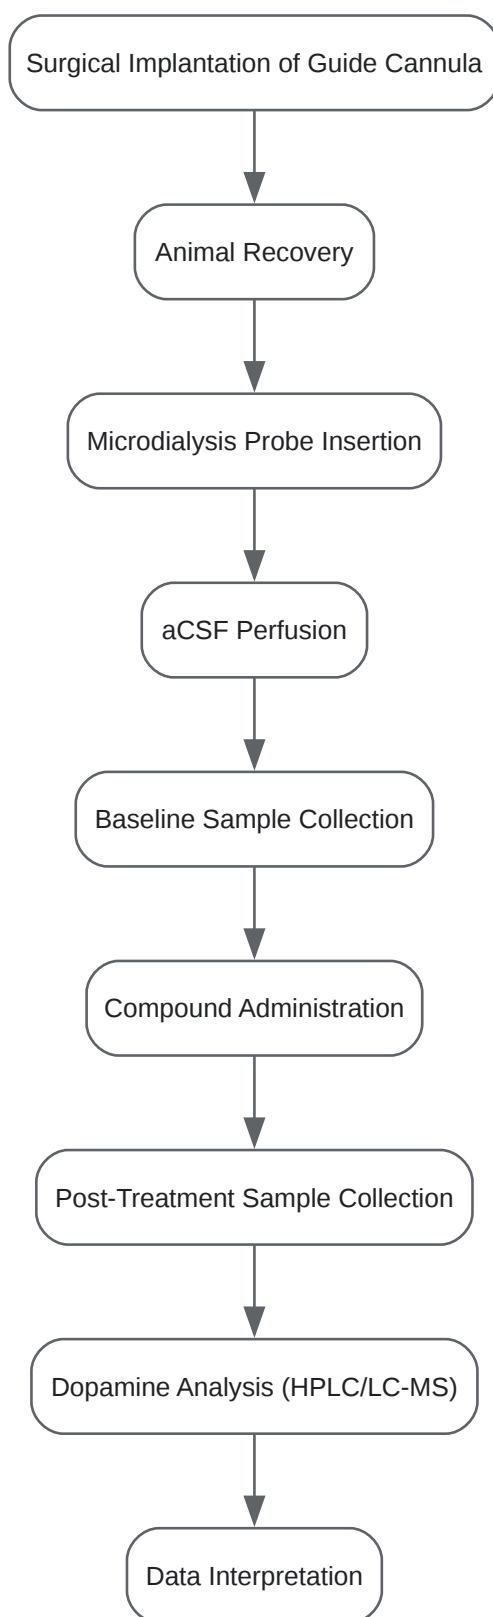 Surgical Implantation of Guide Cannula
Animal Recovery
Microdialysis Probe Insertion
aCSF Perfusion
Baseline Sample Collection
Compound Administration
Post-Treatment Sample Collection
Dopamine Analysis (HPLC/LC-MS)
Data Interpretation